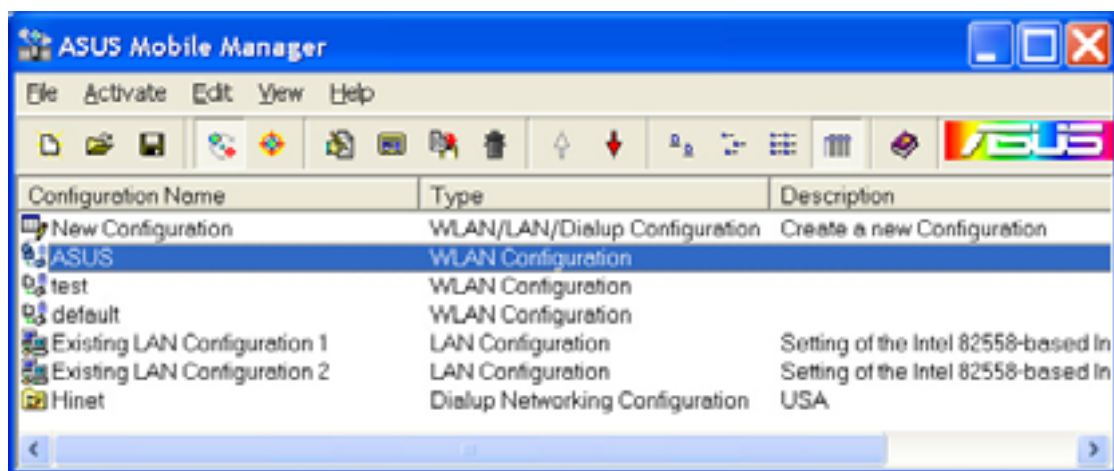 ASUS Mobile Manager
File Activate Edit View Help
ASUS
Configuration Name Type Description
New Configuration WLAN/LAN/Dialup Configuration Create a new Configuration
ASUS WLAN Configuration
test WLAN Configuration
default WLAN Configuration
Existing LAN Configuration 1 LAN Configuration Setting of the Intel 82558-based In
Existing LAN Configuration 2 LAN Configuration Setting of the Intel 82558-based In
Hinet Dialup Networking Configuration USA